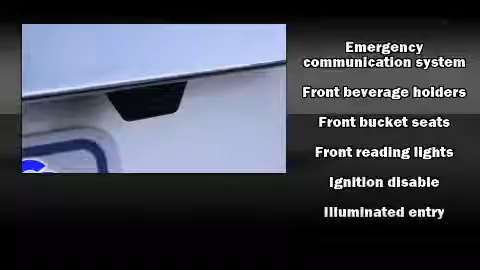 Emergency
communication system
Front beverage holders
Front bucket seats
Front reading lights
Ignition disable
Illuminated entry